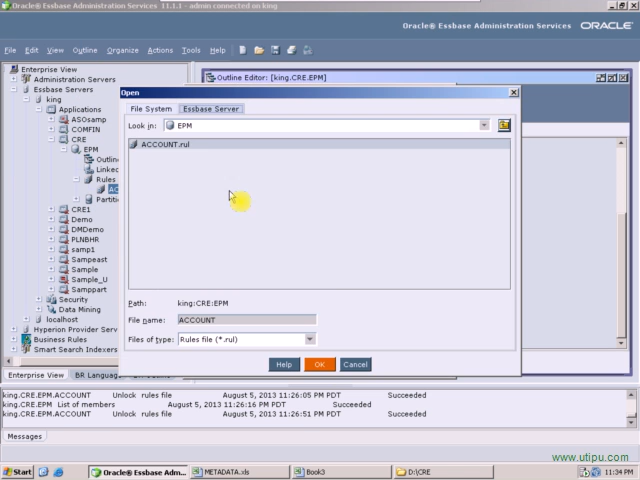 Oracle® Essbase Administration Services 11.1.1 - admin connected on king
Oracle® Essbase Administration Services ORACLE
File Edit View Outline Organize Actions Tools Help
Enterprise View
Administration Servers
Essbase Servers
king
Applications
ASOsamp
COMFIN
CRE
EPM
Outlin
Linked
Rules
AC
Partiti
CRE1
Demo
DMDemo
PLNBHR
samp1
Sampeast
Sample
Sample_U
Samppart
Security
Data Mining
localhost
Hyperion Provider Serv
Business Rules
Smart Search Indexers
Enterprise View BR Languag
Outline Editor: [king.CRE.EPM]
Open
File System Essbase Server
Look in: EPM
ACCOUNT.rul
Path: king:CRE:EPM
File name: ACCOUNT
Files of type: Rules file (*.rul)
Help OK Cancel
king.CRE.EPM.ACCOUNT Unlock rules file August 5, 2013 11:26:05 PM PDT Succeeded
king.CRE.EPM List of members August 5, 2013 11:26:16 PM PDT Succeeded
king.CRE.EPM.ACCOUNT Unlock rules file August 5, 2013 11:26:51 PM PDT Succeeded
Messages
www.utipu.com
Start Oracle® Essbase Adm... METADATA.xls Book3 D:\CRE 11:34 PM